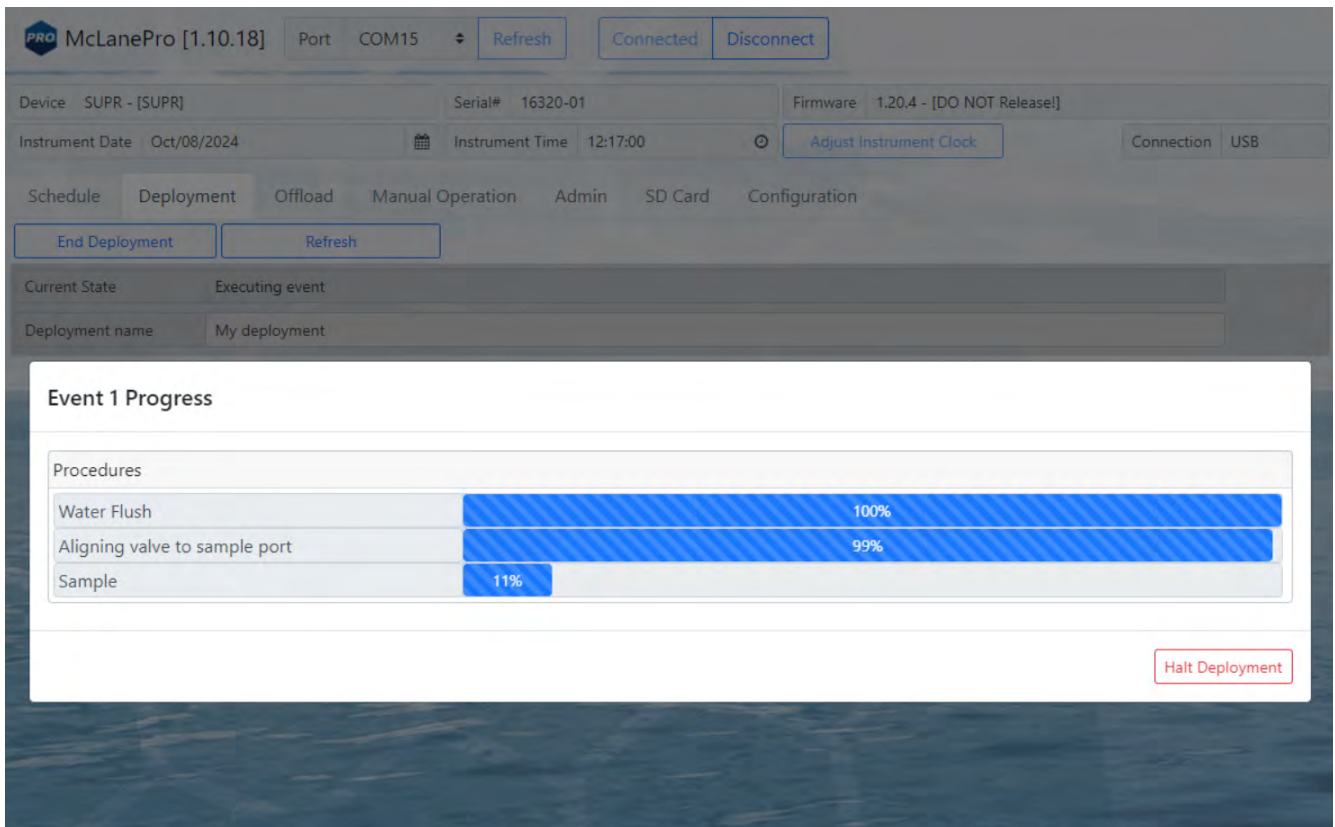 PRO McLanePro [1.10.18] Port COM15 Refresh Connected Disconnect
Device SUPR - [SUPR] Serial# 16320-01 Firmware 1.20.4 - [DO NOT Release!]
Instrument Date Oct/08/2024 Instrument Time 12:17:00 Adjust Instrument Clock Connection USB
Schedule Deployment Offload Manual Operation Admin SD Card Configuration
End Deployment Refresh
Current State Executing event
Deployment name My deployment
Event 1 Progress
Procedures
Water Flush 100%
Aligning valve to sample port 99%
Sample 11%
Halt Deployment